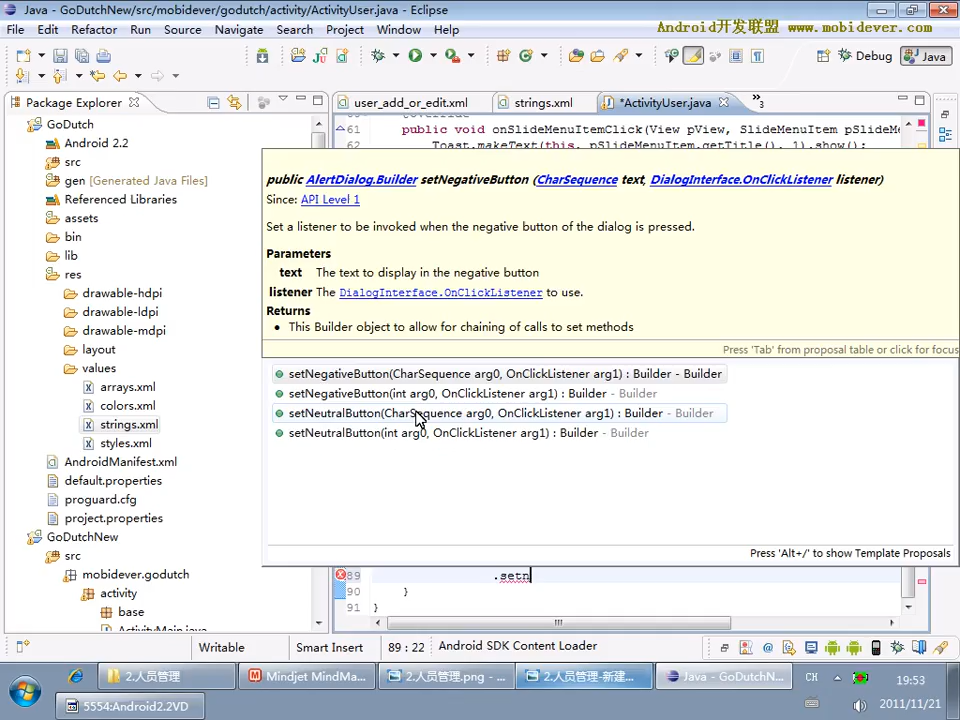 Java - GoDutchNew/src/mobidever/godutch/activity/ActivityUser.java - Eclipse
File Edit Refactor Run Source Navigate Search Project Window Help
Android开发联盟 www.mobidever.com
Debug Java
Package Explorer
user_add_or_edit.xml strings.xml *ActivityUser.java »3
GoDutch
Android 2.2
src
gen [Generated Java Files]
Referenced Libraries
assets
bin
lib
res
drawable-hdpi
drawable-ldpi
drawable-mdpi
layout
values
arrays.xml
colors.xml
strings.xml
styles.xml
AndroidManifest.xml
default.properties
proguard.cfg
project.properties
GoDutchNew
src
mobidever.godutch
activity
base
ActivityMain.java
@Override
61 public void onSlideMenuItemClick(View pView, SlideMenuItem pSlideMe
62 Toast.makeText(this, pSlideMenuItem.getTitle(), 1).show();
public AlertDialog.Builder setNegativeButton (CharSequence text, DialogInterface.OnClickListener listener)
Since: API Level 1
Set a listener to be invoked when the negative button of the dialog is pressed.
Parameters
text The text to display in the negative button
listener The DialogInterface.OnClickListener to use.
Returns
• This Builder object to allow for chaining of calls to set methods
Press 'Tab' from proposal table or click for focus
setNegativeButton(CharSequence arg0, OnClickListener arg1) : Builder - Builder
setNegativeButton(int arg0, OnClickListener arg1) : Builder - Builder
setNeutralButton(CharSequence arg0, OnClickListener arg1) : Builder - Builder
setNeutralButton(int arg0, OnClickListener arg1) : Builder - Builder
Press 'Alt+/' to show Template Proposals
89 .setn
90 }
91 }
Writable Smart Insert 89 : 22 Android SDK Content Loader
2.人员管理 Mindjet MindMa... 2.人员管理.png - ... 2.人员管理-新建... Java - GoDutchN... CH 19:53
5554:Android2.2VD 2011/11/21